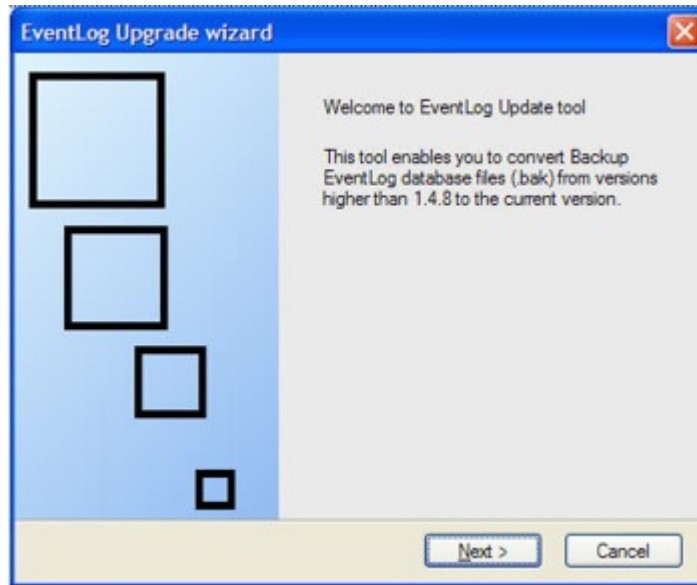 EventLog Upgrade wizard
Welcome to EventLog Update tool
This tool enables you to convert Backup
EventLog database files (.bak) from versions
higher than 1.4.8 to the current version.
Next >
Cancel